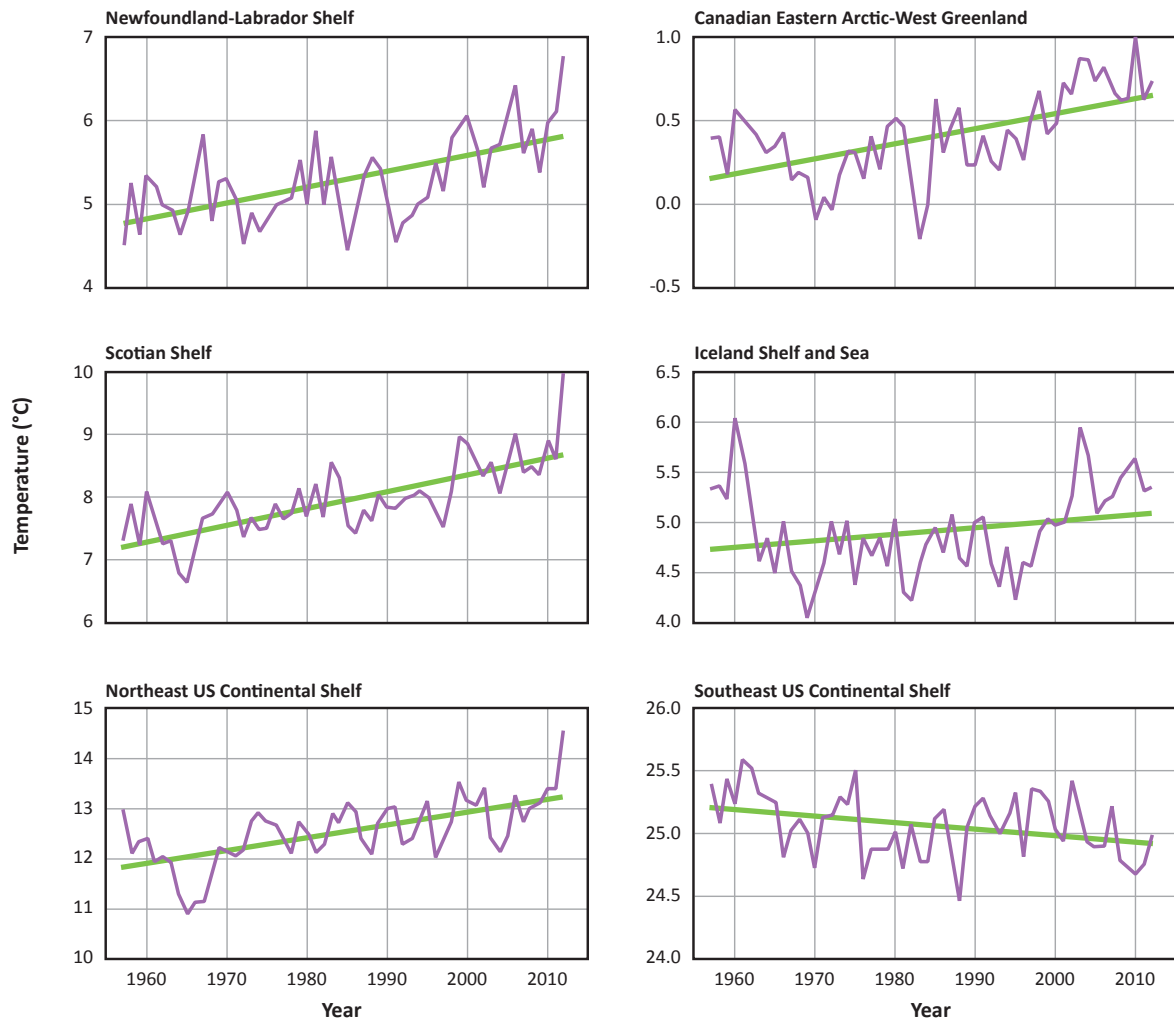 Newfoundland-Labrador Shelf
7
6
5
4
Canadian Eastern Arctic-West Greenland
1.0
0.5
0.0
-0.5
Scotian Shelf
10
9
8
7
6
Iceland Shelf and Sea
6.5
6.0
5.5
5.0
4.5
4.0
Temperature (°C)
Northeast US Continental Shelf
15
14
13
12
11
10
1960 1970 1980 1990 2000 2010
Year
Southeast US Continental Shelf
26.0
25.5
25.0
24.5
24.0
1960 1970 1980 1990 2000 2010
Year